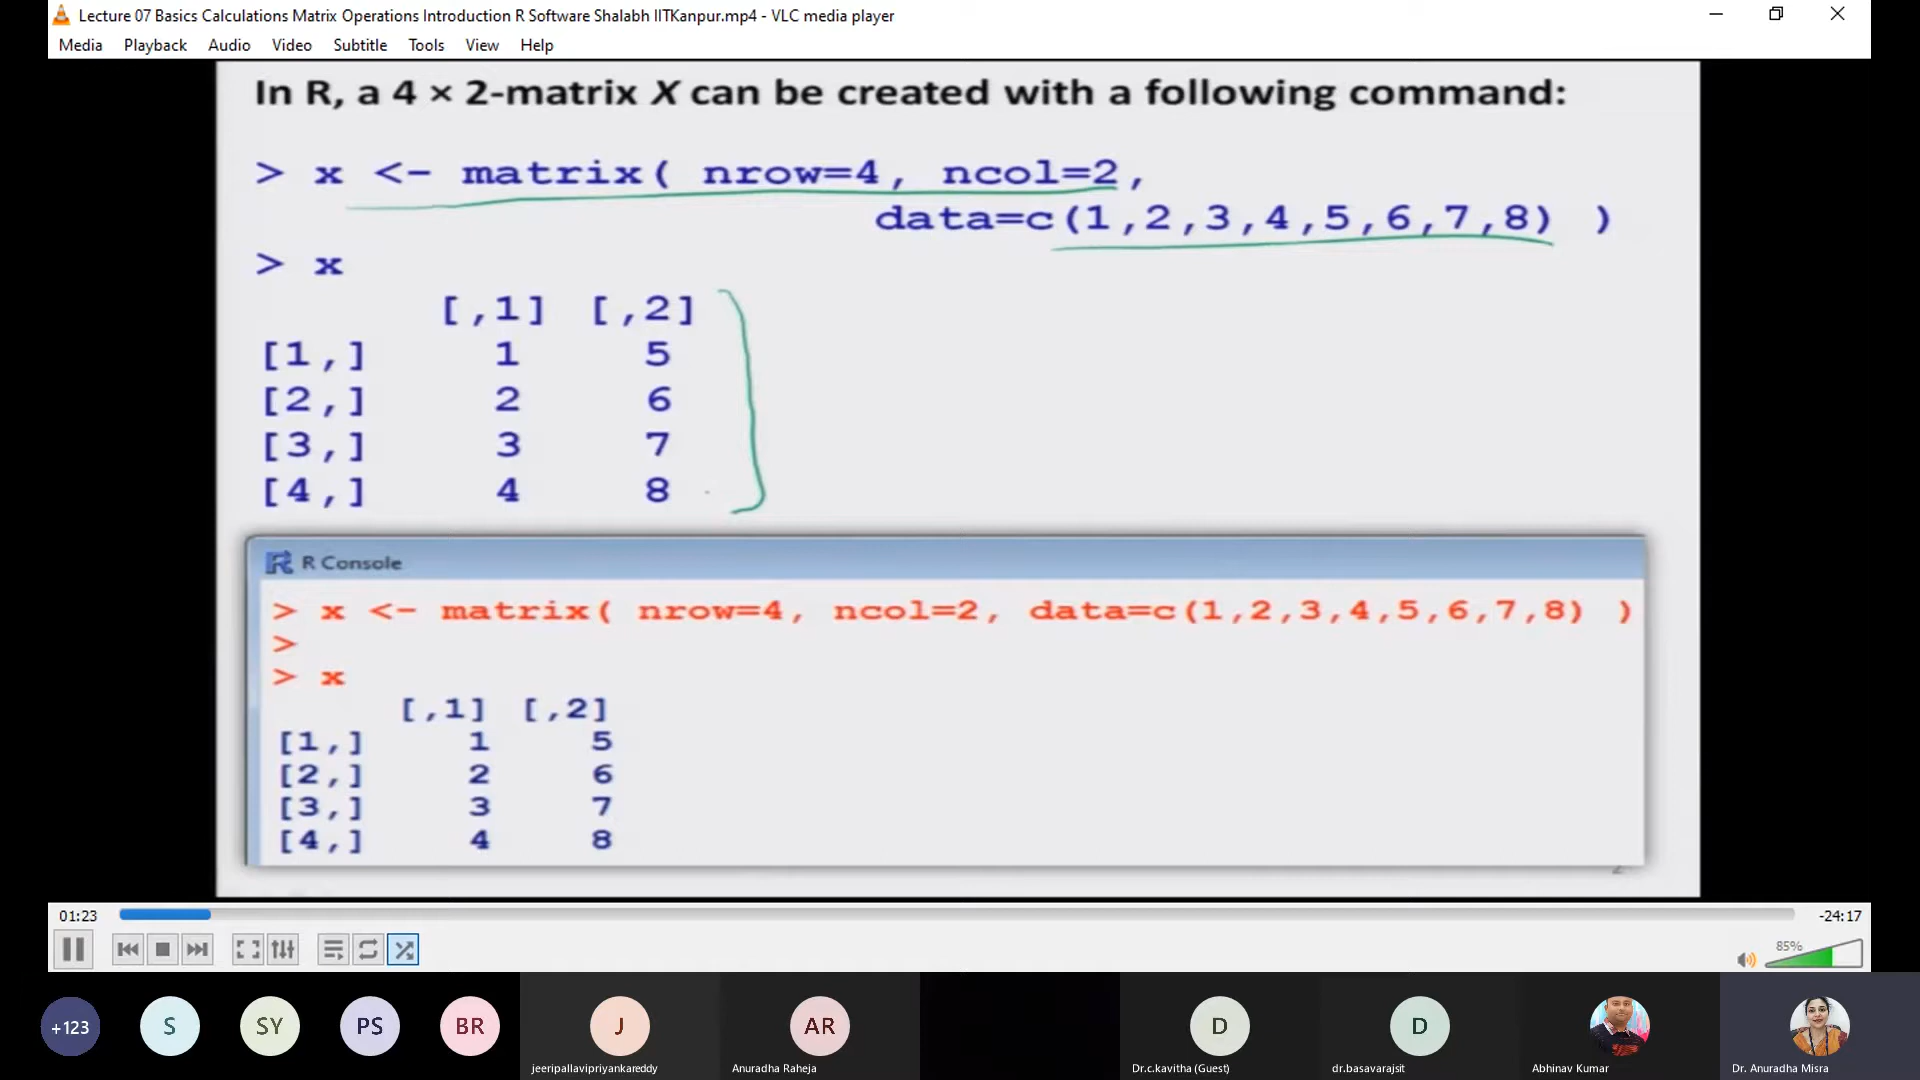 Lecture 07 Basics Calculations Matrix Operations Introduction R Software Shalabh IITKanpur.mp4 - VLC media player
Media Playback Audio Video Subtitle Tools View Help
In R, a 4 × 2-matrix X can be created with a following command:
> x <- matrix( nrow=4, ncol=2,
data=c(1,2,3,4,5,6,7,8) )
> x
[,1] [,2]
[1,] 1 5
[2,] 2 6
[3,] 3 7
[4,] 4 8
R Console
> x <- matrix( nrow=4, ncol=2, data=c(1,2,3,4,5,6,7,8) )
>
> x
[,1] [,2]
[1,] 1 5
[2,] 2 6
[3,] 3 7
[4,] 4 8
2
01:23 -24:17
85%
+123 S SY PS BR J AR D D
jeeripallavipriyankareddy Anuradha Raheja Dr.c.kavitha (Guest) dr.basavarajsit Abhinav Kumar Dr. Anuradha Misra